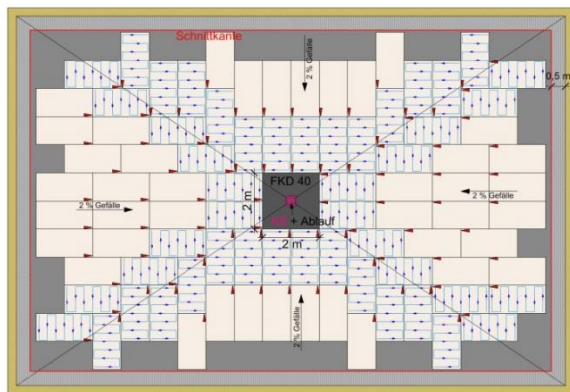 Schnittkante
2 % Gefälle
0,5 m
FKD 40
2 % Gefälle
2 m
2 % Gefälle
+ Ablauf
2 m
2 % Gefälle